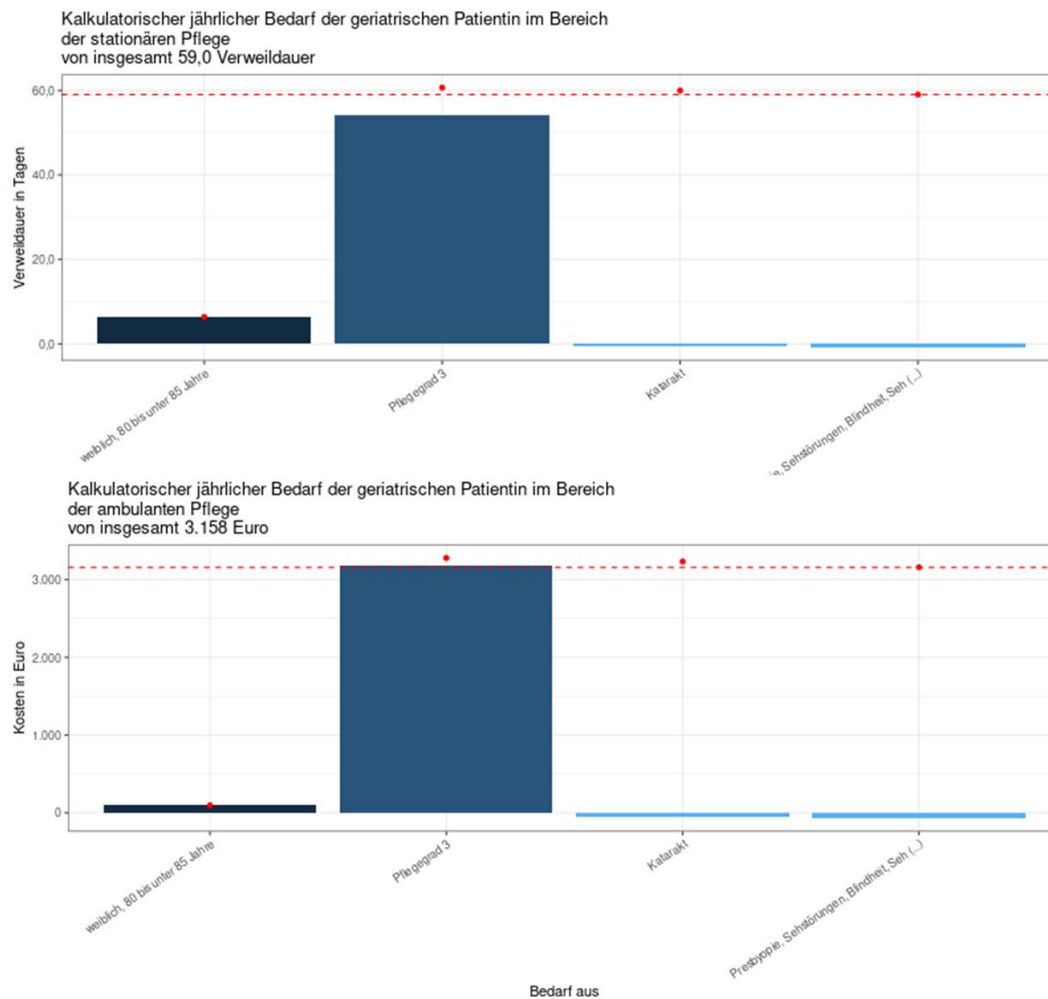 Kalkulatorischer jährlicher Bedarf der geriatrischen Patientin im Bereich
der stationären Pflege
von insgesamt 59,0 Verweildauer
Verweildauer in Tagen
60,0
40,0
20,0
0,0
weiblich, 80 bis unter 85 Jahre
Pflegegrad 3
Katarakt
Sehstörungen, Blindheit, Seh (...)
Kalkulatorischer jährlicher Bedarf der geriatrischen Patientin im Bereich
der ambulanten Pflege
von insgesamt 3.158 Euro
Kosten in Euro
3.000
2.000
1.000
0
weiblich, 80 bis unter 85 Jahre
Pflegegrad 3
Katarakt
Presbyopie, Sehstörungen, Blindheit, Seh (...)
Bedarf aus